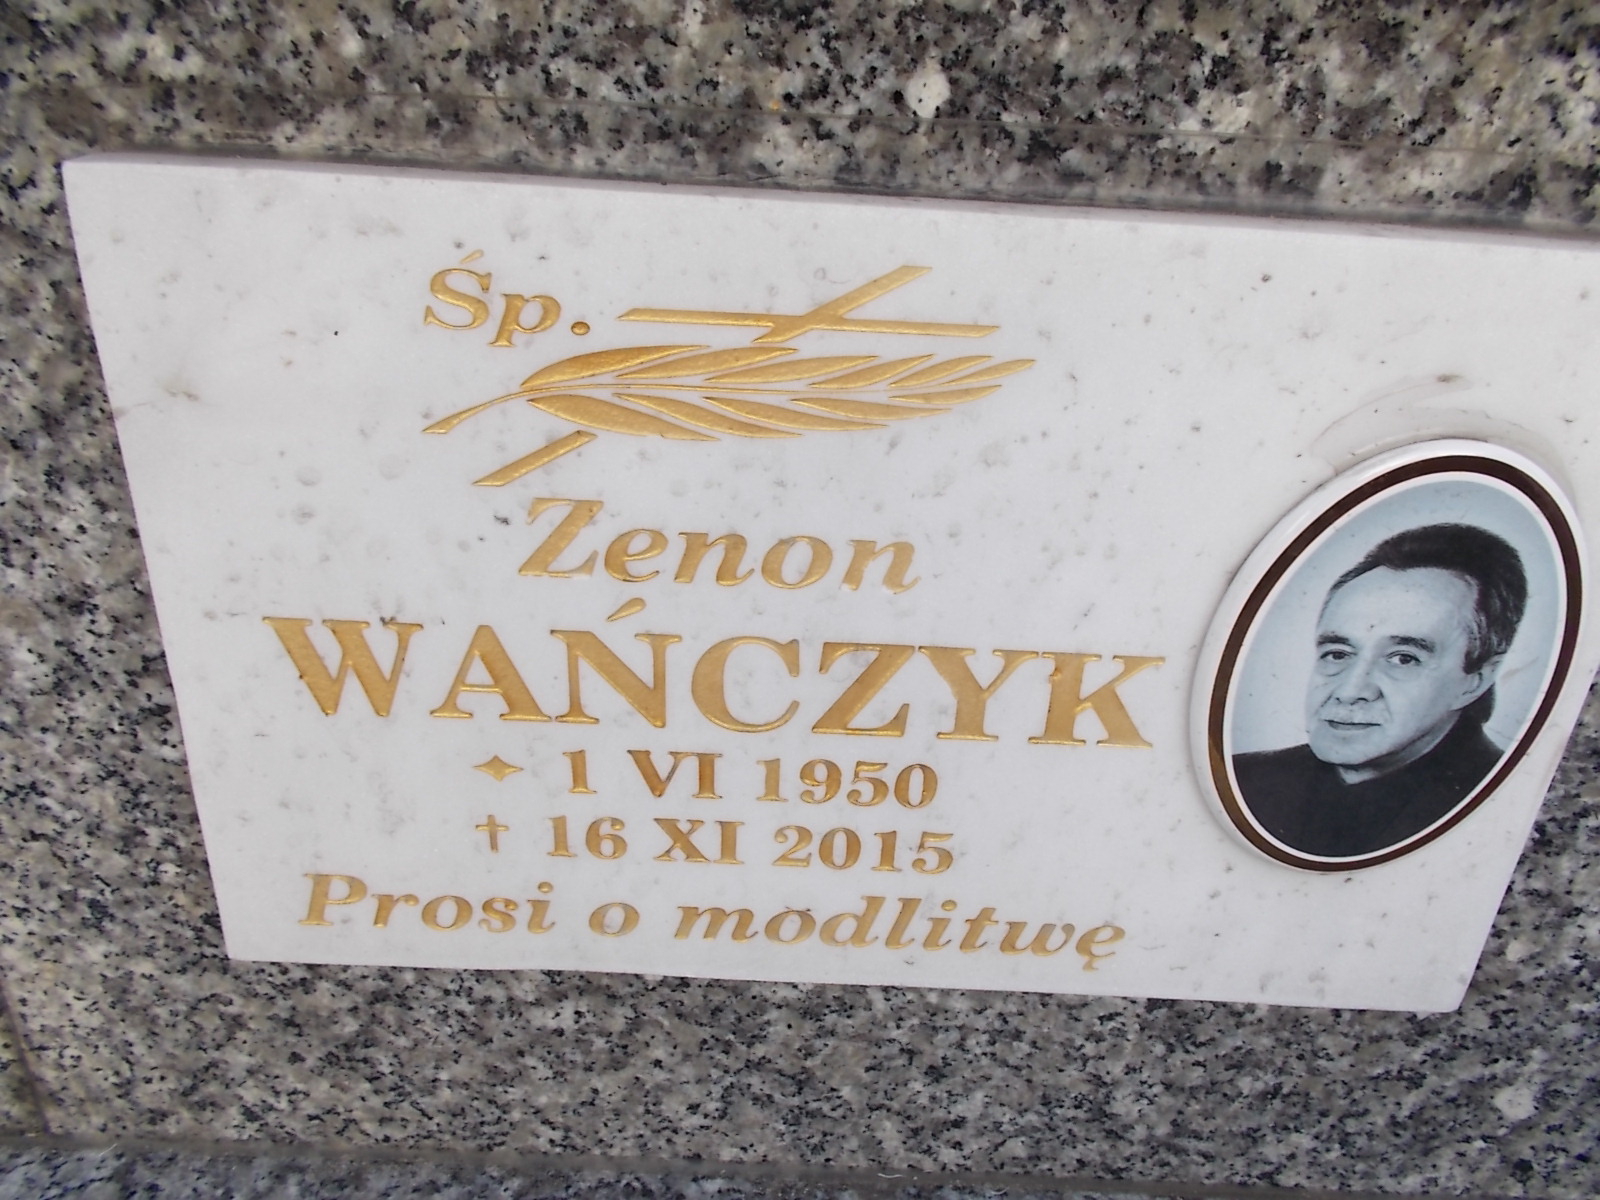 Śp.
Zenon
WAŃCZYK
✦ 1 VI 1950
† 16 XI 2015
Prosi o modlitwę